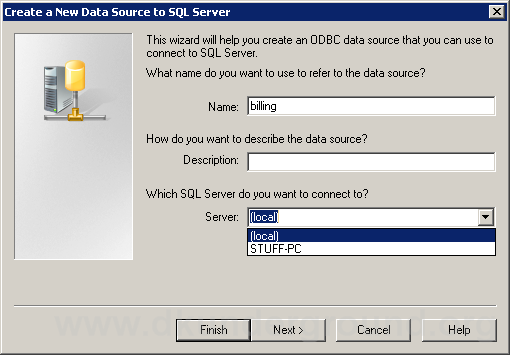 Create a New Data Source to SQL Server
This wizard will help you create an ODBC data source that you can use to
connect to SQL Server.
What name do you want to use to refer to the data source?
Name: billing
How do you want to describe the data source?
Description:
Which SQL Server do you want to connect to?
Server: (local)
(local)
STUFF-PC
Finish Next > Cancel Help